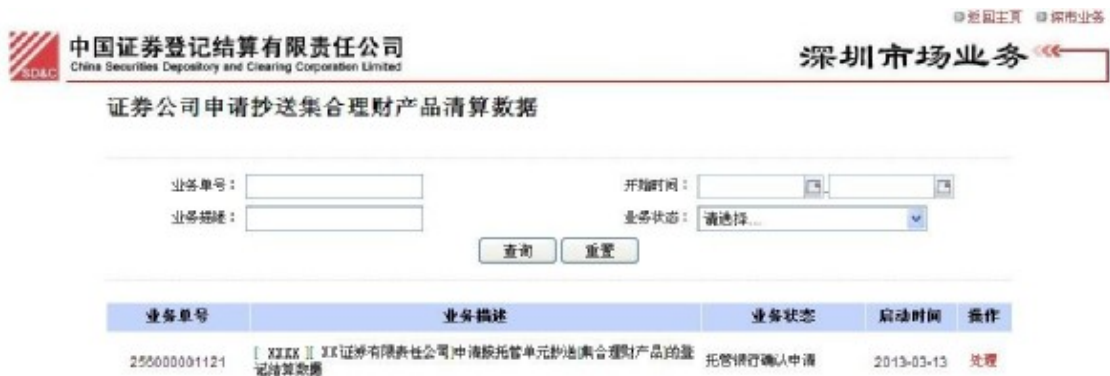 返回主页 深市业务
中国证券登记结算有限责任公司
China Securities Depository and Clearing Corporation Limited
SD&C
深圳市场业务
证券公司申请抄送集合理财产品清算数据
业务单号：
开始时间：
-
业务描述：
业务状态： 请选择...
查询 重置
业务单号 业务描述 业务状态 启动时间 操作
256000001121 [ XXXX ][ XX证券有限责任公司]申请按托管单元抄送[集合理财产品]的登 托管银行确认申请 2013-03-13 处理
记结算数据